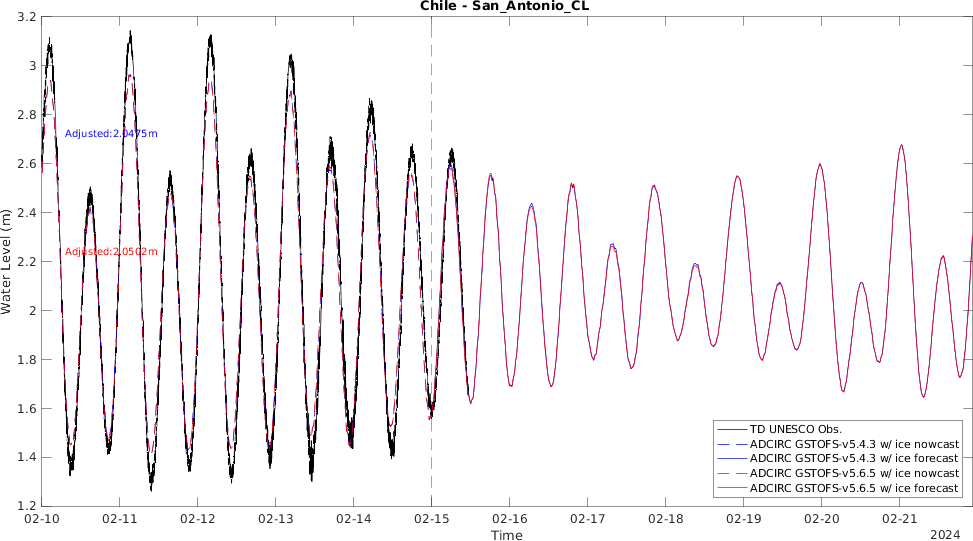 Chile - San_Antonio_CL
3.2
3
2.8
2.6
2.4
2.2
2
1.8
1.6
1.4
1.2
Water Level (m)
Adjusted:2.0475m
Adjusted:2.0502m
TD UNESCO Obs.
ADCIRC GSTOFS-v5.4.3 w/ ice nowcast
ADCIRC GSTOFS-v5.4.3 w/ ice forecast
ADCIRC GSTOFS-v5.6.5 w/ ice nowcast
ADCIRC GSTOFS-v5.6.5 w/ ice forecast
02-10 02-11 02-12 02-13 02-14 02-15 02-16 02-17 02-18 02-19 02-20 02-21
Time
2024